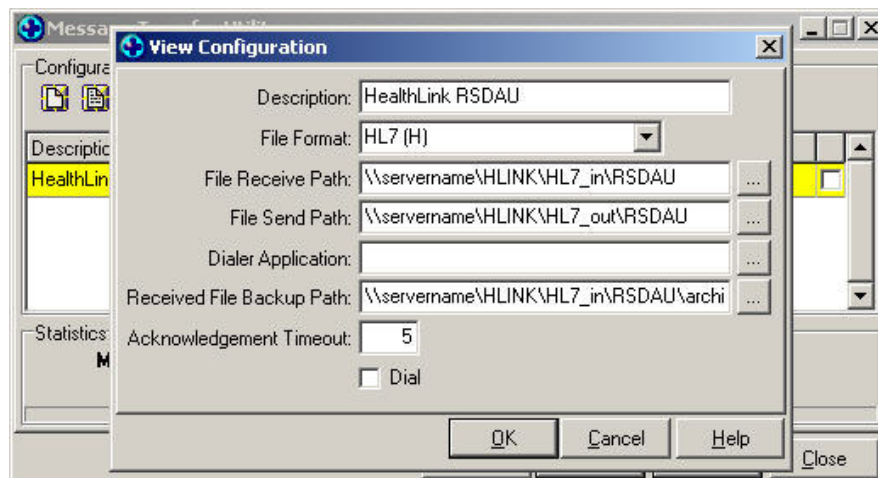 View Configuration
Configura
Description: HealthLink RSDAU
File Format: HL7 (H)
Descriptic
HealthLin
File Receive Path: \\servername\HLINK\HL7_in\RSDAU ...
File Send Path: \\servername\HLINK\HL7_out\RSDAU ...
Dialer Application: ...
Received File Backup Path: \\servername\HLINK\HL7_in\RSDAU\archi ...
Statistics
M
Acknowledgement Timeout: 5
Dial
OK Cancel Help
Close